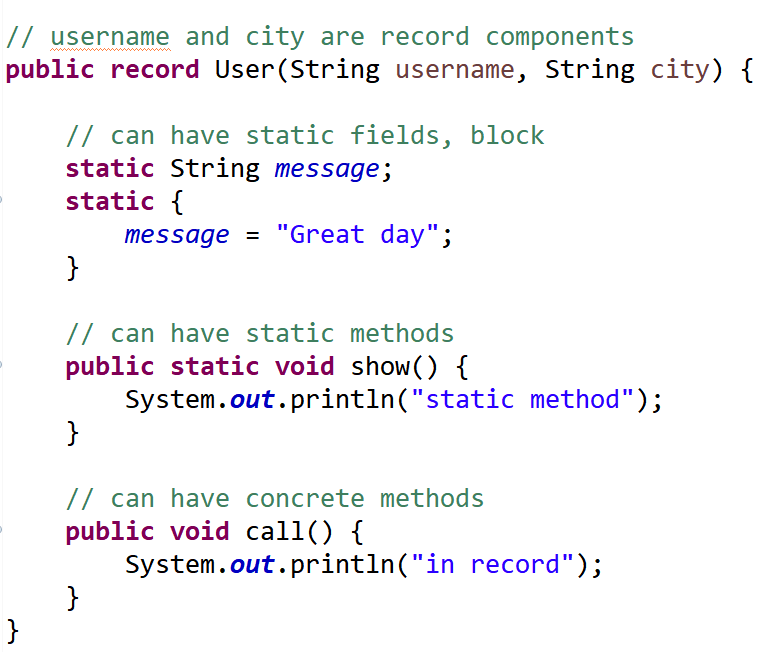 // username and city are record components
public record User(String username, String city) {
// can have static fields, block
static String message;
static {
message = "Great day";
}
// can have static methods
public static void show() {
System.out.println("static method");
}
// can have concrete methods
public void call() {
System.out.println("in record");
}
}